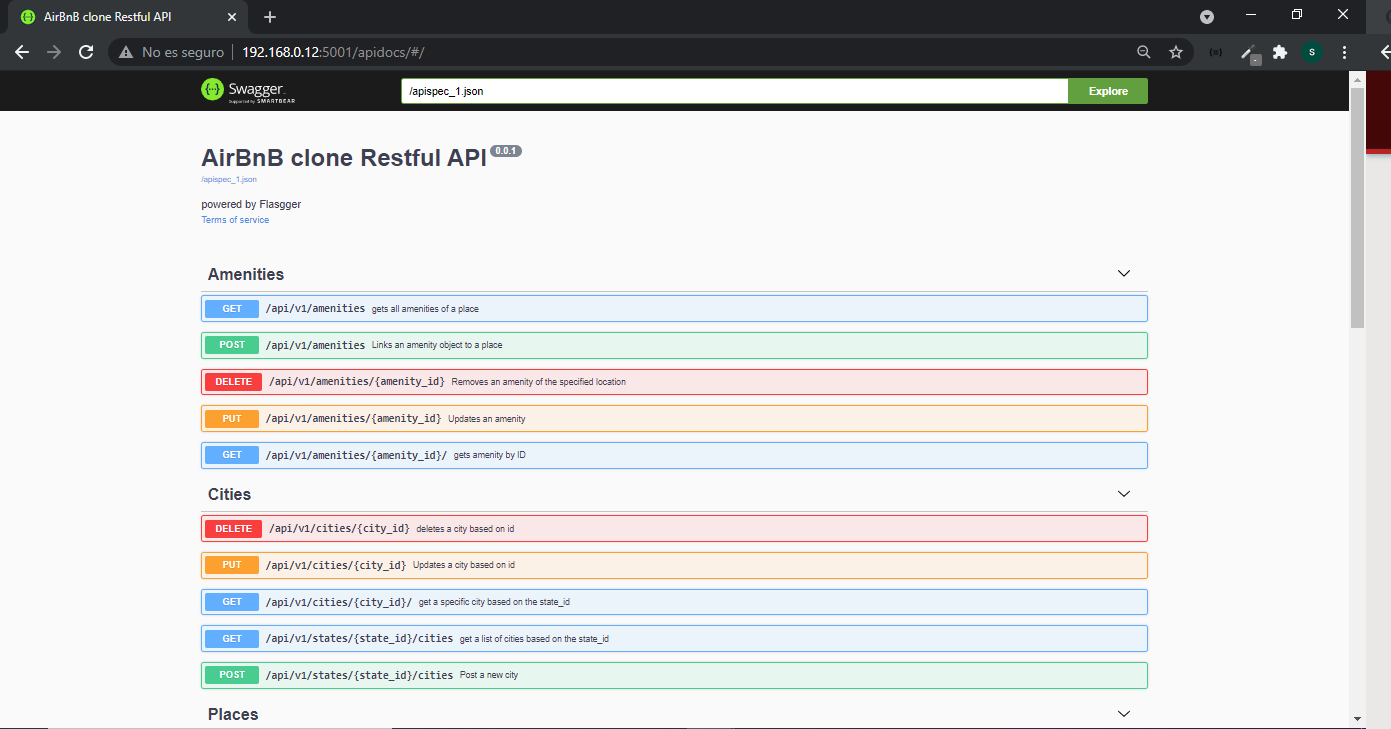 AirBnB clone Restful API
No es seguro 192.168.0.12:5001/apidocs/#/
S
Swagger
Supported by SMARTBEAR
/apispec_1.json
Explore
AirBnB clone Restful API 0.0.1
/apispec_1.json
powered by Flasgger
Terms of service
Amenities
GET /api/v1/amenities gets all amenities of a place
POST /api/v1/amenities Links an amenity object to a place
DELETE /api/v1/amenities/{amenity_id} Removes an amenity of the specified location
PUT /api/v1/amenities/{amenity_id} Updates an amenity
GET /api/v1/amenities/{amenity_id}/ gets amenity by ID
Cities
DELETE /api/v1/cities/{city_id} deletes a city based on id
PUT /api/v1/cities/{city_id} Updates a city based on id
GET /api/v1/cities/{city_id}/ get a specific city based on the state_id
GET /api/v1/states/{state_id}/cities get a list of cities based on the state_id
POST /api/v1/states/{state_id}/cities Post a new city
Places